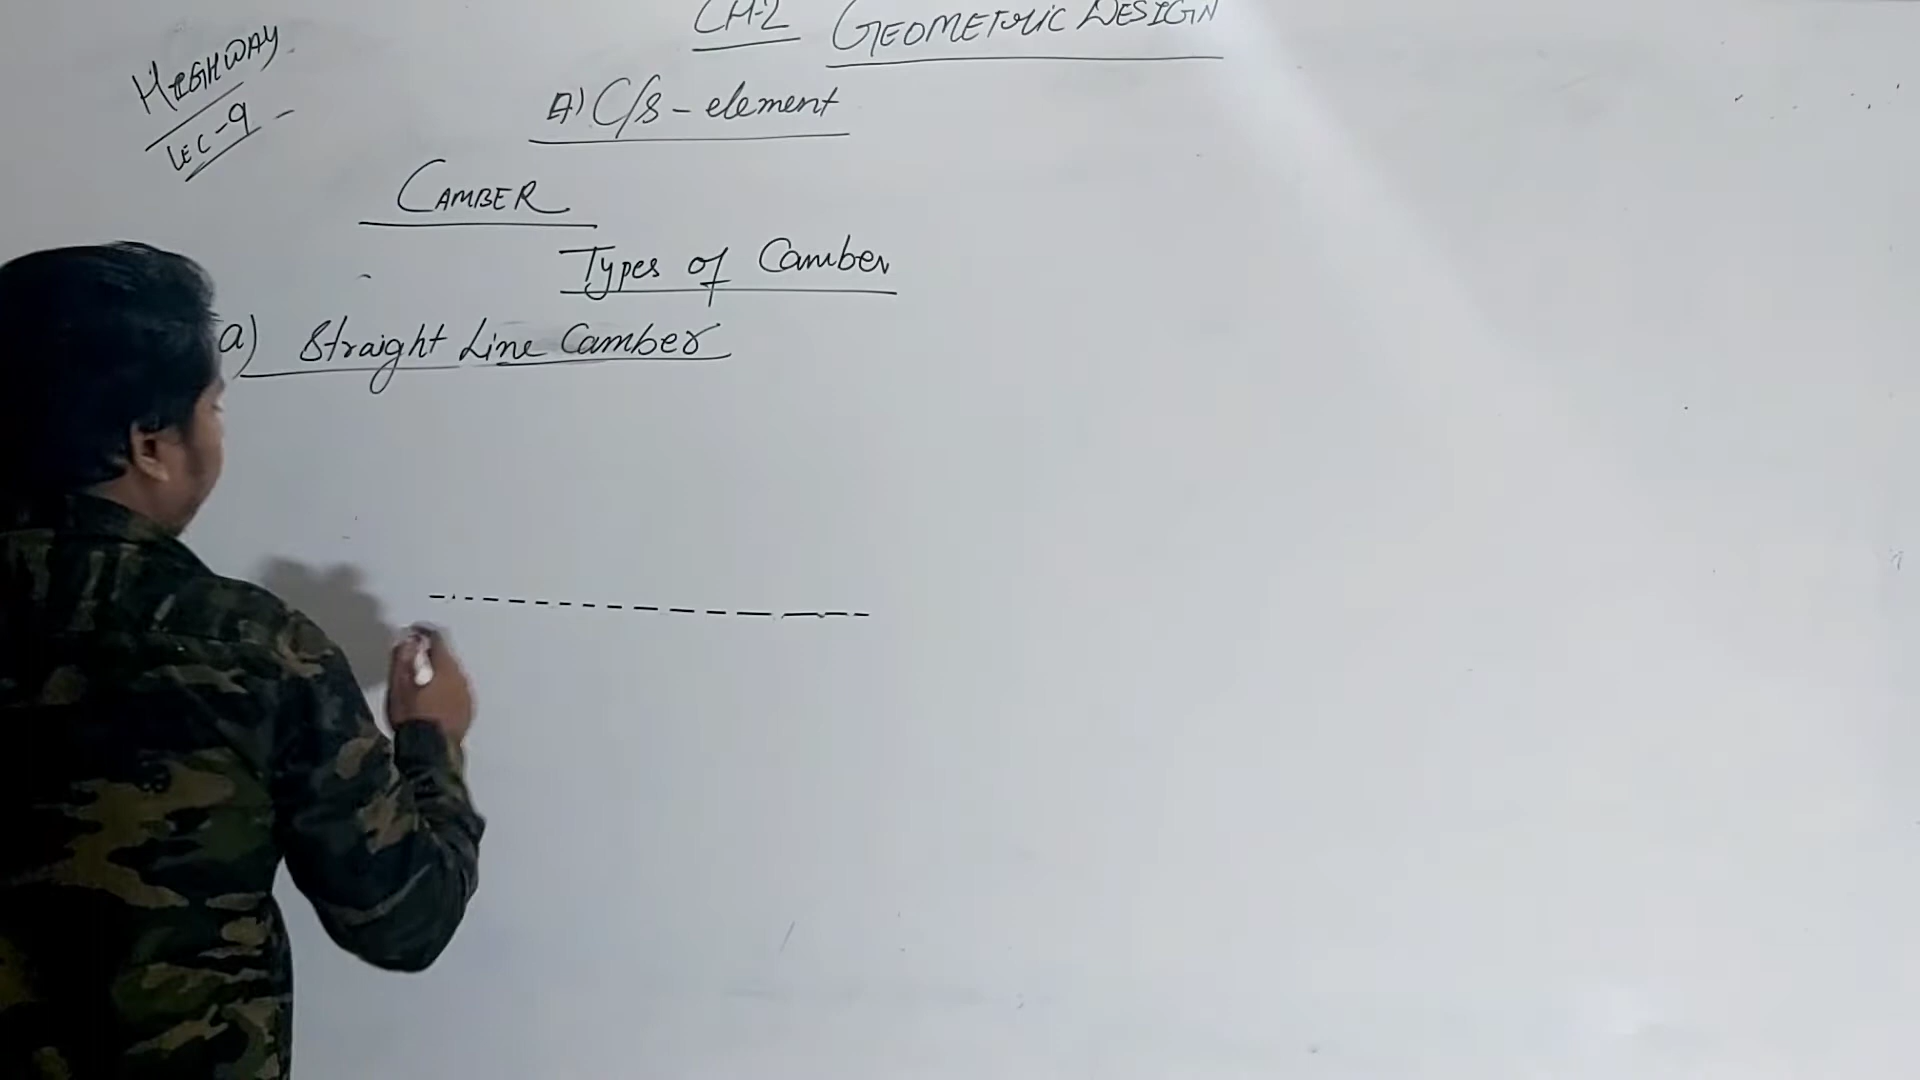 HIGHWAY
LEC-9
CH-2 GEOMETRIC DESIGN
A) C/S - element
CAMBER
Types of Camber
a) Straight Line Camber